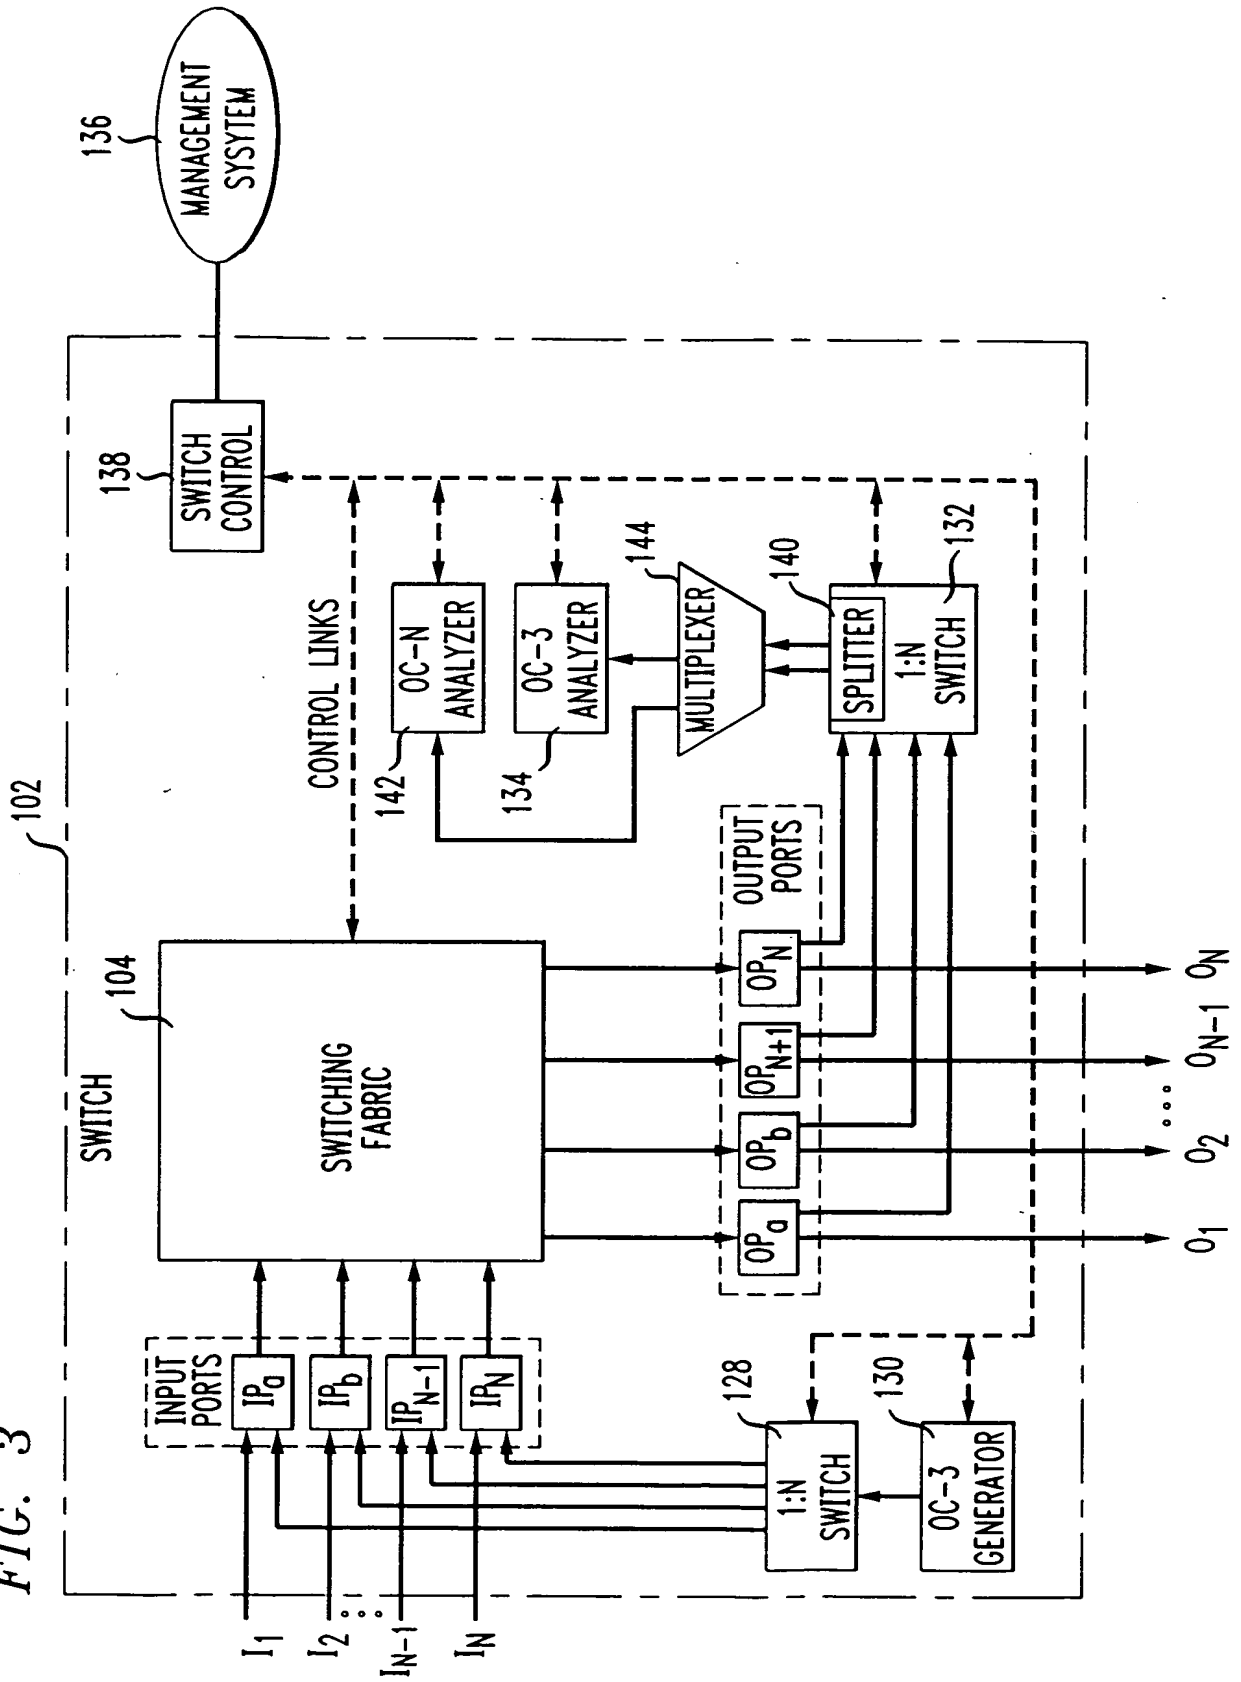 FIG. 3
102
SWITCH
104
SWITCHING
FABRIC
136
MANAGEMENT
SYSYTEM
138
SWITCH
CONTROL
CONTROL LINKS
INPUT
PORTS
IPa
IPb
IPN-1
IPN
I1
I2
IN-1
IN
142
OC-N
ANALYZER
134
OC-3
ANALYZER
144
MULTIPLEXER
140
SPLITTER
1:N
SWITCH
132
OUTPUT
PORTS
OPa
OPb
OPN+1
OPN
128
1:N
SWITCH
130
OC-3
GENERATOR
O1
O2
ON-1
ON